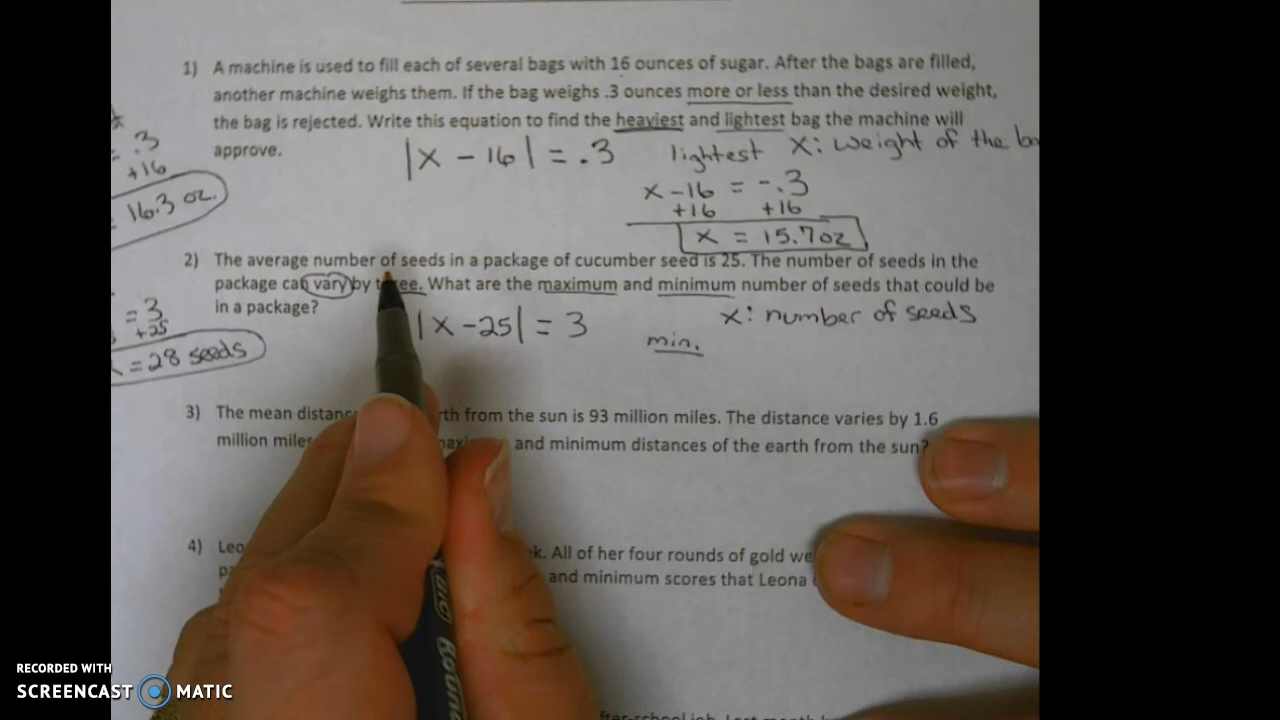 1) A machine is used to fill each of several bags with 16 ounces of sugar. After the bags are filled,
another machine weighs them. If the bag weighs .3 ounces more or less than the desired weight,
the bag is rejected. Write this equation to find the heaviest and lightest bag the machine will
approve.
|x - 16| = .3
lightest x: weight of the
= .3
+16
= 16.3 oz.
x - 16 = -.3
+16 +16
x = 15.7oz
2) The average number of seeds in a package of cucumber seed is 25. The number of seeds in the
package can vary by three. What are the maximum and minimum number of seeds that could be
in a package?
|x - 25| = 3
x: number of seeds
= 3
+25
= 28 seeds
min.
3) The mean distance from the sun is 93 million miles. The distance varies by 1.6
million and minimum distances of the earth from the sun?
4) All of her four rounds of gold
and minimum scores that Leona
RECORDED WITH
SCREENCAST MATIC